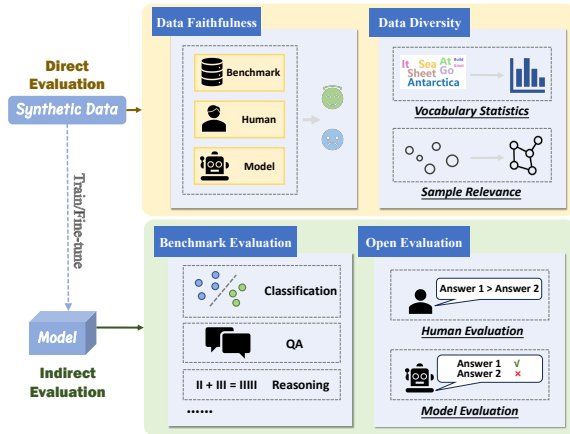 Data Faithfulness
Data Diversity
Direct Evaluation
Synthetic Data
Benchmark
Human
Model
It Sea At Build
Sheet Go
Antarctica
Vocabulary Statistics
Sample Relevance
Train/Fine-tune
Benchmark Evaluation
Open Evaluation
Classification
QA
II + III = IIIII Reasoning
......
Answer 1 > Answer 2
Human Evaluation
Answer 1 √
Answer 2 ×
Model Evaluation
Model
Indirect Evaluation